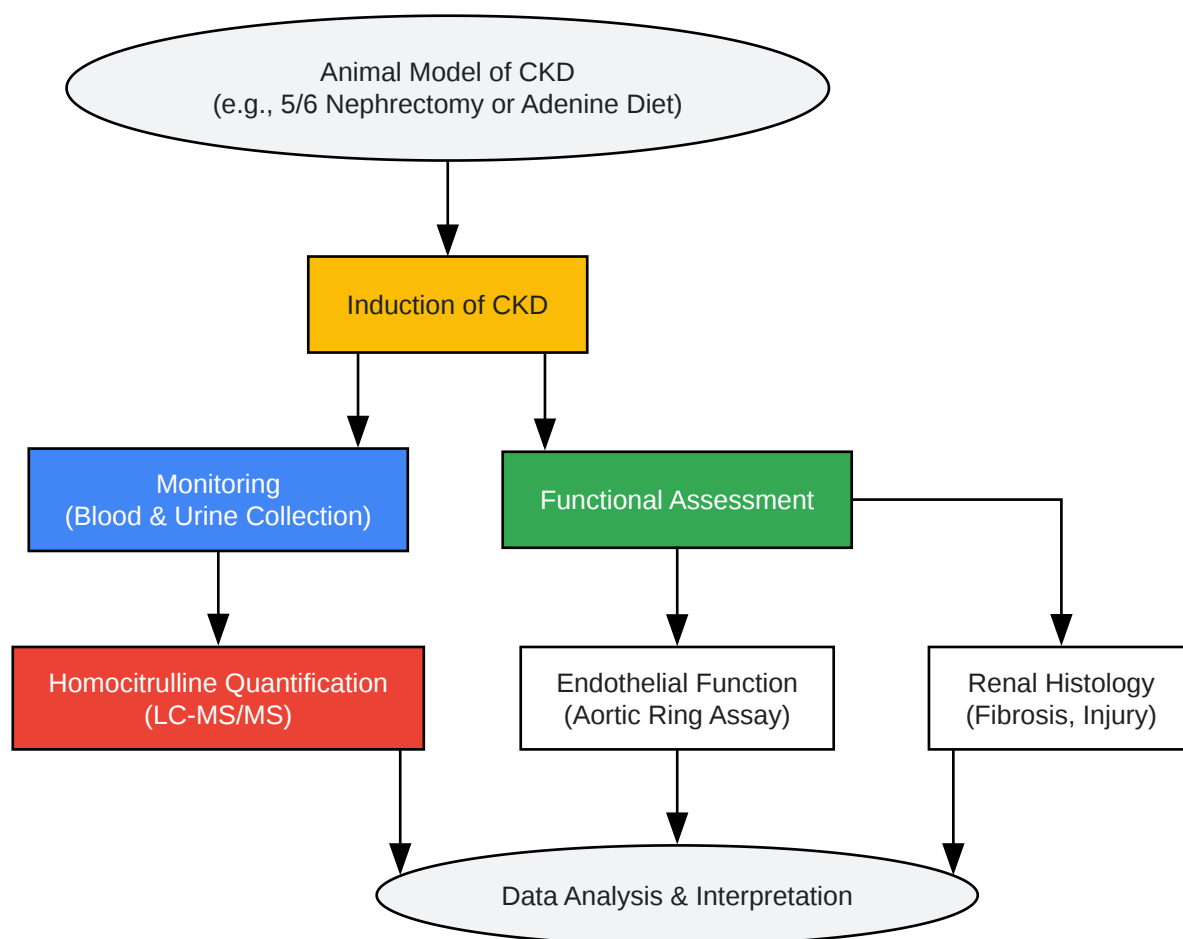 Animal Model of CKD
(e.g., 5/6 Nephrectomy or Adenine Diet)
Induction of CKD
Monitoring
(Blood & Urine Collection)
Functional Assessment
Homocitrulline Quantification
(LC-MS/MS)
Endothelial Function
(Aortic Ring Assay)
Renal Histology
(Fibrosis, Injury)
Data Analysis & Interpretation